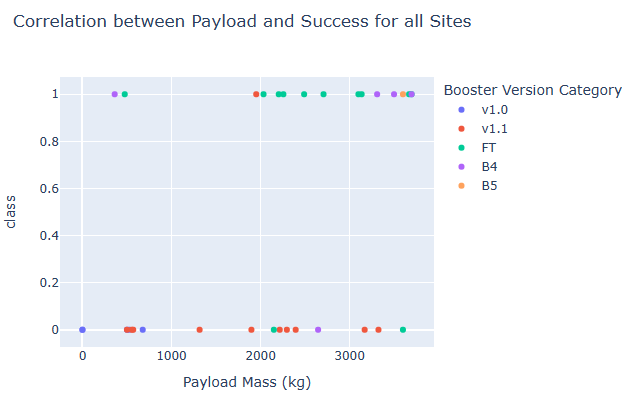 Correlation between Payload and Success for all Sites
Booster Version Category
v1.0
v1.1
FT
B4
B5
class
1
0.8
0.6
0.4
0.2
0
0 1000 2000 3000
Payload Mass (kg)